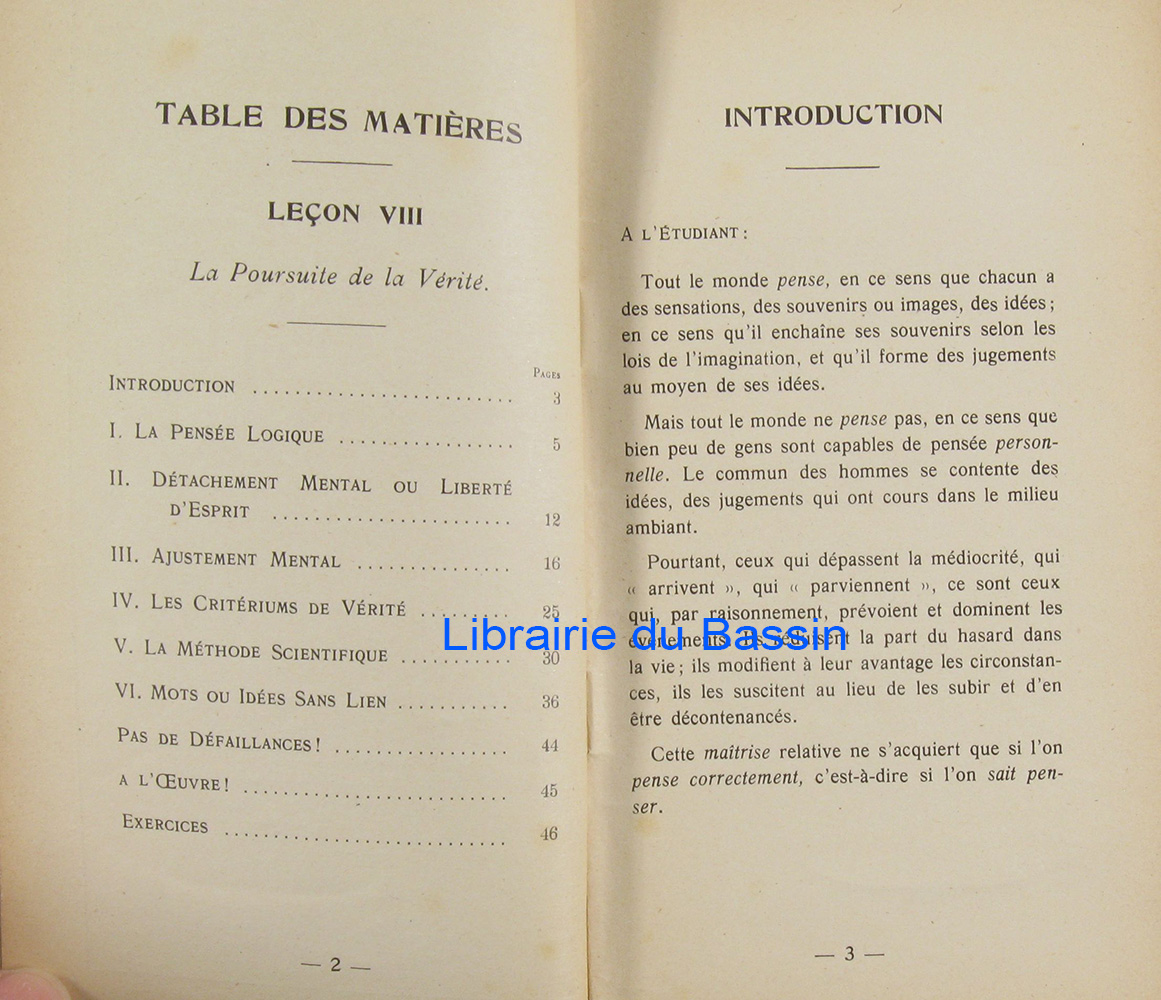 TABLE DES MATIÈRES
LEÇON VIII
La Poursuite de la Vérité.
PAGES
INTRODUCTION .......................... 3
I. LA PENSÉE LOGIQUE .................. 5
II. DÉTACHEMENT MENTAL OU LIBERTÉ
D'ESPRIT ........................ 12
III. AJUSTEMENT MENTAL ............... 16
IV. LES CRITÉRIUMS DE VÉRITÉ ......... 25
V. LA MÉTHODE SCIENTIFIQUE ........... 30
VI. MOTS OU IDÉES SANS LIEN ........... 36
PAS DE DÉFAILLANCES! ................. 44
A L'ŒUVRE! .......................... 45
EXERCICES ........................... 46
— 2 —
INTRODUCTION
A L'ÉTUDIANT :
Tout le monde pense, en ce sens que chacun a
des sensations, des souvenirs ou images, des idées ;
en ce sens qu'il enchaîne ses souvenirs selon les
lois de l'imagination, et qu'il forme des jugements
au moyen de ses idées.
Mais tout le monde ne pense pas, en ce sens que
bien peu de gens sont capables de pensée person-
nelle. Le commun des hommes se contente des
idées, des jugements qui ont cours dans le milieu
ambiant.
Pourtant, ceux qui dépassent la médiocrité, qui
« arrivent », qui « parviennent », ce sont ceux
qui, par raisonnement, prévoient et dominent les
événements. Ils réduisent la part du hasard dans
la vie ; ils modifient à leur avantage les circonstan-
ces, ils les suscitent au lieu de les subir et d'en
être décontenancés.
Cette maîtrise relative ne s'acquiert que si l'on
pense correctement, c'est-à-dire si l'on sait pen-
ser.
— 3 —
Librairie du Bassin